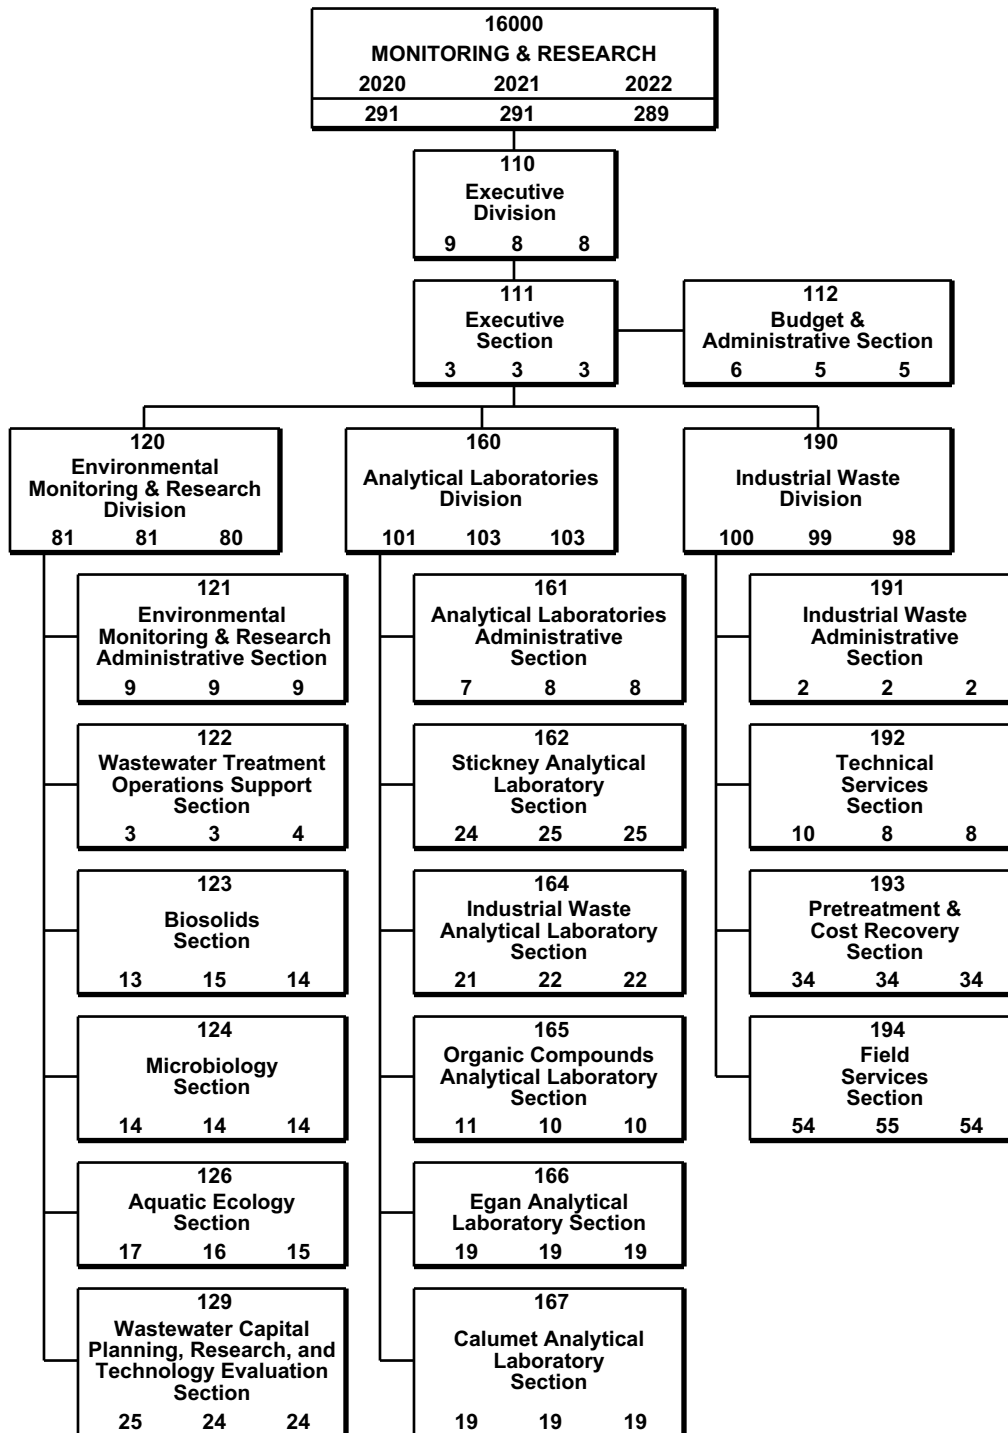 16000
MONITORING & RESEARCH
2020 2021 2022
291 291 289
110
Executive
Division
9 8 8
111
Executive
Section
3 3 3
112
Budget &
Administrative Section
6 5 5
120
Environmental
Monitoring & Research
Division
81 81 80
121
Environmental
Monitoring & Research
Administrative Section
9 9 9
122
Wastewater Treatment
Operations Support
Section
3 3 4
123
Biosolids
Section
13 15 14
124
Microbiology
Section
14 14 14
126
Aquatic Ecology
Section
17 16 15
129
Wastewater Capital
Planning, Research, and
Technology Evaluation
Section
25 24 24
160
Analytical Laboratories
Division
101 103 103
161
Analytical Laboratories
Administrative
Section
7 8 8
162
Stickney Analytical
Laboratory
Section
24 25 25
164
Industrial Waste
Analytical Laboratory
Section
21 22 22
165
Organic Compounds
Analytical Laboratory
Section
11 10 10
166
Egan Analytical
Laboratory Section
19 19 19
167
Calumet Analytical
Laboratory
Section
19 19 19
190
Industrial Waste
Division
100 99 98
191
Industrial Waste
Administrative
Section
2 2 2
192
Technical
Services
Section
10 8 8
193
Pretreatment &
Cost Recovery
Section
34 34 34
194
Field
Services
Section
54 55 54